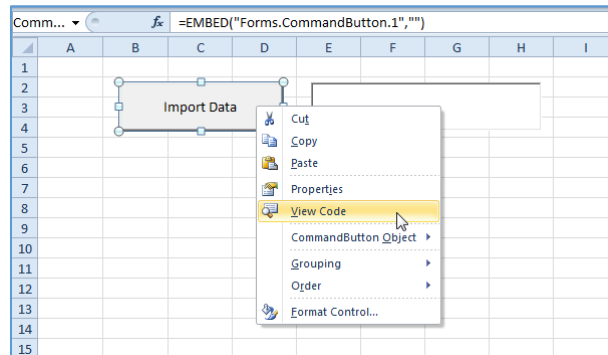 Comm...
fx =EMBED("Forms.CommandButton.1","")
A B C D E F G H I
1
2
3
4
5
6
7
8
9
10
11
12
13
14
15
Import Data
Cut
Copy
Paste
Properties
View Code
CommandButton Object
Grouping
Order
Format Control...